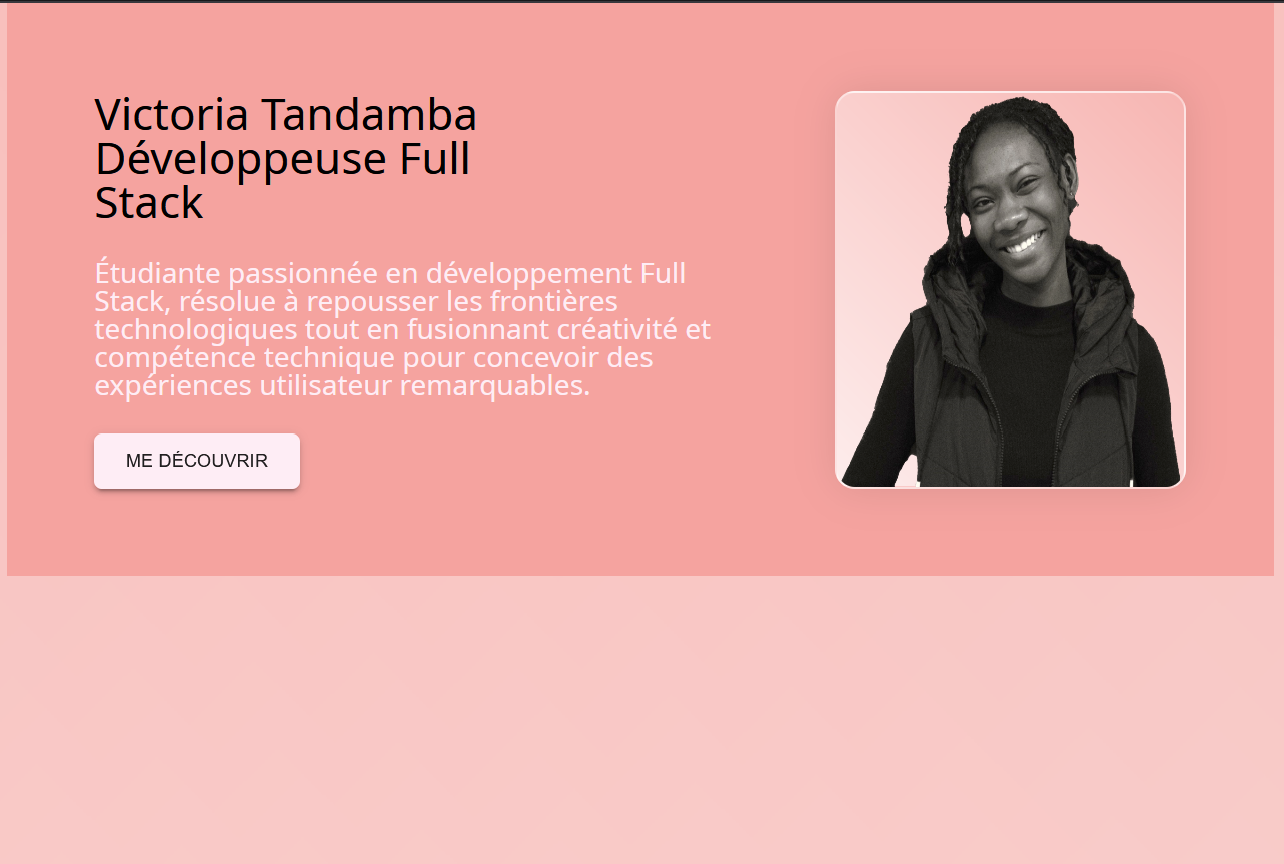 Victoria Tandamba
Développeuse Full
Stack
Étudiante passionnée en développement Full
Stack, résolue à repousser les frontières
technologiques tout en fusionnant créativité et
compétence technique pour concevoir des
expériences utilisateur remarquables.
ME DÉCOUVRIR